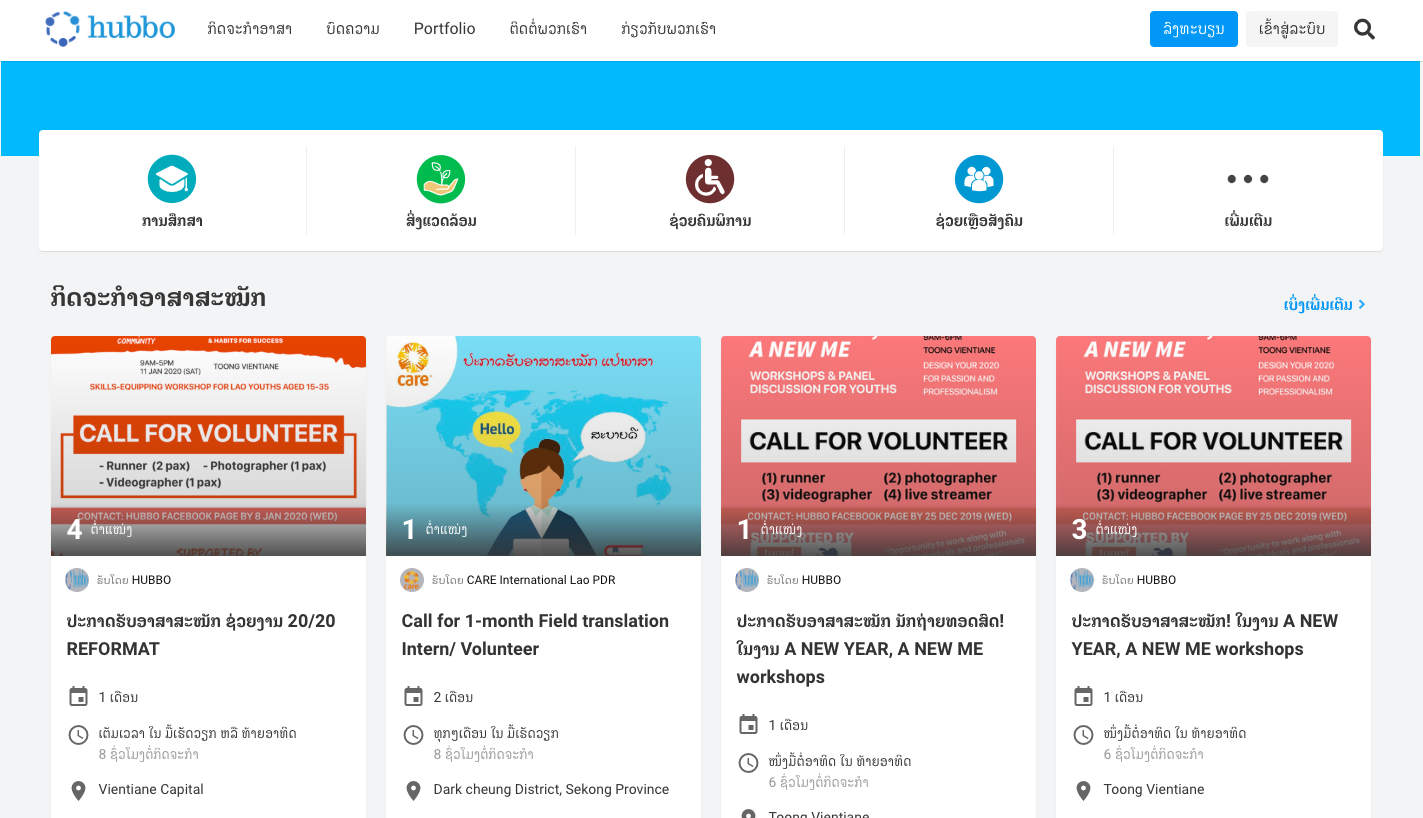 hubbo
ກິດຈະກຳອາສາ
ບົດຄວາມ
Portfolio
ຕິດຕໍ່ພວກເຮົາ
ກ່ຽວກັບພວກເຮົາ
ລົງທະບຽນ
ເຂົ້າສູ່ລະບົບ
ການສຶກສາ
ສິ່ງແວດລ້ອມ
ຊ່ວຍຄົນພິການ
ຊ່ວຍເຫຼືອສັງຄົມ
ເພີ່ມເຕີມ
ກິດຈະກຳອາສາສະໝັກ
ເບິ່ງເພີ່ມເຕີມ
COMMUNITY & HABITS FOR SUCCESS
9AM-5PM
11 JAN 2020 (SAT) TOONG VIENTIANE
SKILLS-EQUIPPING WORKSHOP FOR LAO YOUTHS AGED 15-35
CALL FOR VOLUNTEER
- Runner (2 pax) - Photographer (1 pax)
- Videographer (1 pax)
CONTACT: HUBBO FACEBOOK PAGE BY 8 JAN 2020 (WED)
4 ຕໍາແໜ່ງ
SUPPORTED BY
ຮັບໂດຍ HUBBO
ປະກາດຮັບອາສາສະໝັກ ຊ່ວຍງານ 20/20
REFORMAT
1 ເດືອນ
ເຕັມເວລາ ໃນ ມື້ເຮັດວຽກ ຫລື ທ້າຍອາທິດ
8 ຊົ່ວໂມງຕໍ່ກິດຈະກຳ
Vientiane Capital
care
ປະກາດຮັບອາສາສະໝັກ ແປພາສາ
Hello
ສະບາຍດີ
1 ຕໍາແໜ່ງ
ຮັບໂດຍ CARE International Lao PDR
Call for 1-month Field translation
Intern/ Volunteer
2 ເດືອນ
ທຸກໆເດືອນ ໃນ ມື້ເຮັດວຽກ
8 ຊົ່ວໂມງຕໍ່ກິດຈະກຳ
Dark cheung District, Sekong Province
9AM-6PM
A NEW ME TOONG VIENTIANE
WORKSHOPS & PANEL
DISCUSSION FOR YOUTHS
DESIGN YOUR 2020
FOR PASSION AND
PROFESSIONALISM
CALL FOR VOLUNTEER
(1) runner (2) photographer
(3) videographer (4) live streamer
CONTACT: HUBBO FACEBOOK PAGE BY 25 DEC 2019 (WED)
1 ຕໍາແໜ່ງ
SUPPORTED BY
"Opportunity to work along with
and professionals
ຮັບໂດຍ HUBBO
ປະກາດຮັບອາສາສະໝັກ ນັກຖ່າຍທອດສົດ!
ໃນງານ A NEW YEAR, A NEW ME
workshops
1 ເດືອນ
ໜຶ່ງມື້ຕໍ່ອາທິດ ໃນ ທ້າຍອາທິດ
6 ຊົ່ວໂມງຕໍ່ກິດຈະກຳ
Toong Vientiane
9AM-6PM
A NEW ME TOONG VIENTIANE
WORKSHOPS & PANEL
DISCUSSION FOR YOUTHS
DESIGN YOUR 2020
FOR PASSION AND
PROFESSIONALISM
CALL FOR VOLUNTEER
(1) runner (2) photographer
(3) videographer (4) live streamer
CONTACT: HUBBO FACEBOOK PAGE BY 25 DEC 2019 (WED)
3 ຕໍາແໜ່ງ
SUPPORTED BY
"Opportunity to work along with
and professionals
ຮັບໂດຍ HUBBO
ປະກາດຮັບອາສາສະໝັກ! ໃນງານ A NEW
YEAR, A NEW ME workshops
1 ເດືອນ
ໜຶ່ງມື້ຕໍ່ອາທິດ ໃນ ທ້າຍອາທິດ
6 ຊົ່ວໂມງຕໍ່ກິດຈະກຳ
Toong Vientiane